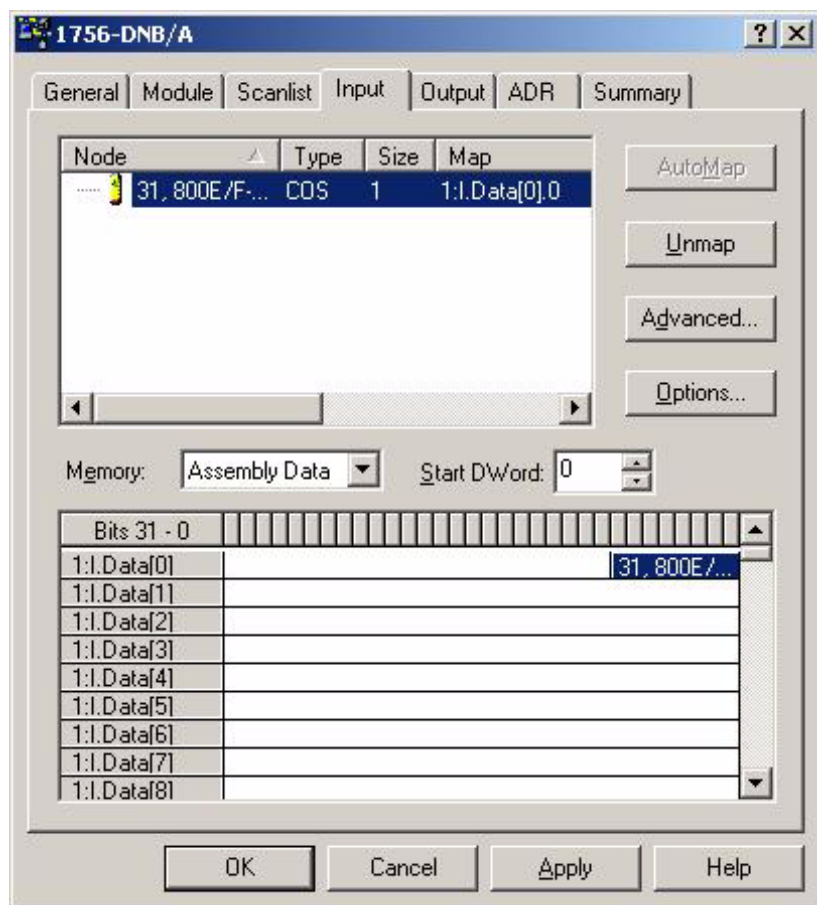 1756-DNB/A
General Module Scanlist Input Output ADR Summary
Node Type Size Map
31, 800E/F-... COS 1 1:I.Data[0].0
AutoMap
Unmap
Advanced...
Options...
Memory: Assembly Data Start DWord: 0
Bits 31 - 0
1:I.Data[0] 31, 800E/...
1:I.Data[1]
1:I.Data[2]
1:I.Data[3]
1:I.Data[4]
1:I.Data[5]
1:I.Data[6]
1:I.Data[7]
1:I.Data[8]
OK Cancel Apply Help